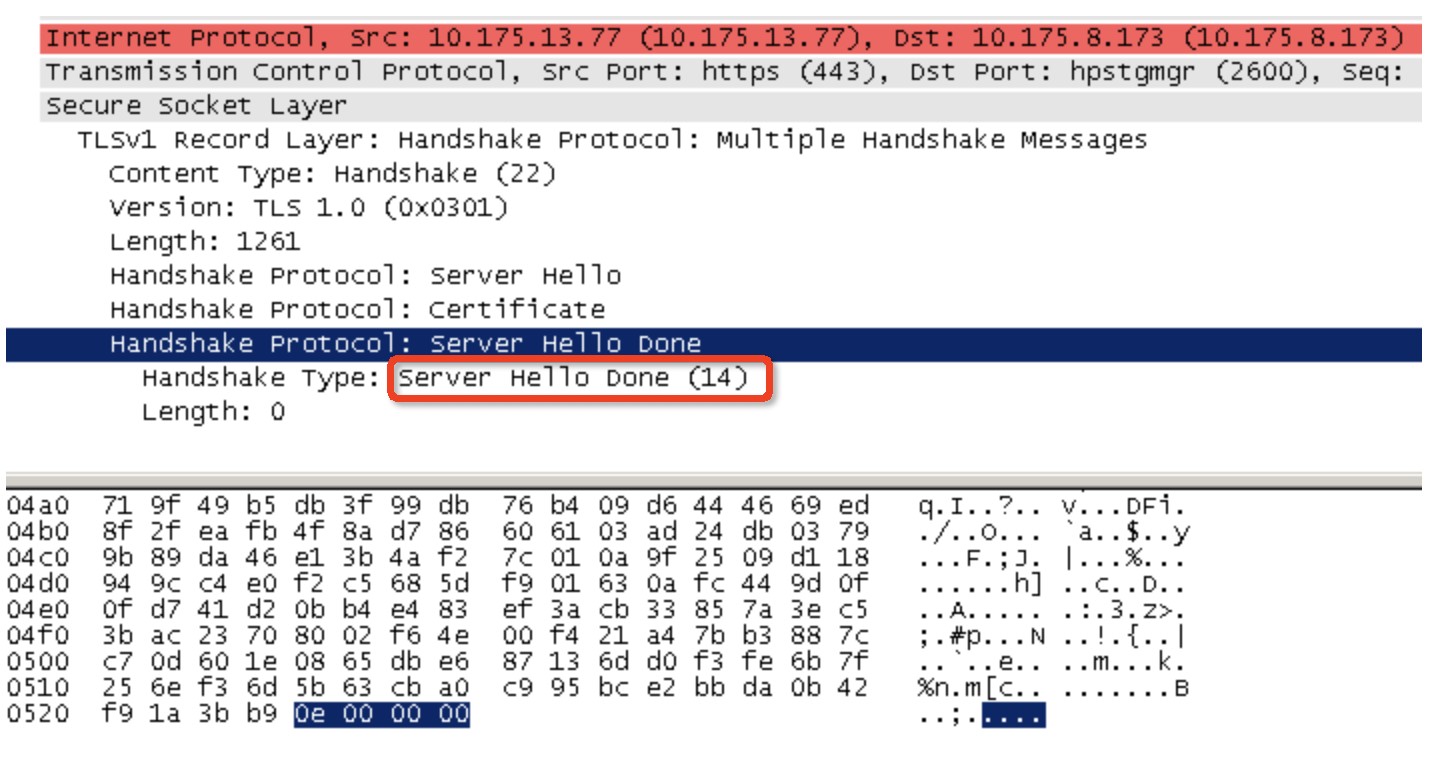 Internet Protocol, Src: 10.175.13.77 (10.175.13.77), Dst: 10.175.8.173 (10.175.8.173)
Transmission Control Protocol, Src Port: https (443), Dst Port: hpstgmgr (2600), Seq:
Secure Socket Layer
TLSv1 Record Layer: Handshake Protocol: Multiple Handshake Messages
Content Type: Handshake (22)
Version: TLS 1.0 (0x0301)
Length: 1261
Handshake Protocol: Server Hello
Handshake Protocol: Certificate
Handshake Protocol: Server Hello Done
Handshake Type: Server Hello Done (14)
Length: 0
04a0 71 9f 49 b5 db 3f 99 db 76 b4 09 d6 44 46 69 ed q.I..?.. v...DFi.
04b0 8f 2f ea fb 4f 8a d7 86 60 61 03 ad 24 db 03 79 ./..O... `a..$..y
04c0 9b 89 da 46 e1 3b 4a f2 7c 01 0a 9f 25 09 d1 18 ...F.;J. |...%...
04d0 94 9c c4 e0 f2 c5 68 5d f9 01 63 0a fc 44 9d 0f ......h] ..c..D..
04e0 0f d7 41 d2 0b b4 e4 83 ef 3a cb 33 85 7a 3e c5 ..A..... .:.3.z>.
04f0 3b ac 23 70 80 02 f6 4e 00 f4 21 a4 7b b3 88 7c ;.#p...N ..!.{..|
0500 c7 0d 60 1e 08 65 db e6 87 13 6d d0 f3 fe 6b 7f ..`..e.. ..m...k.
0510 25 6e f3 6d 5b 63 cb a0 c9 95 bc e2 bb da 0b 42 %n.m[c.. .......B
0520 f9 1a 3b b9 0e 00 00 00 ..;.....